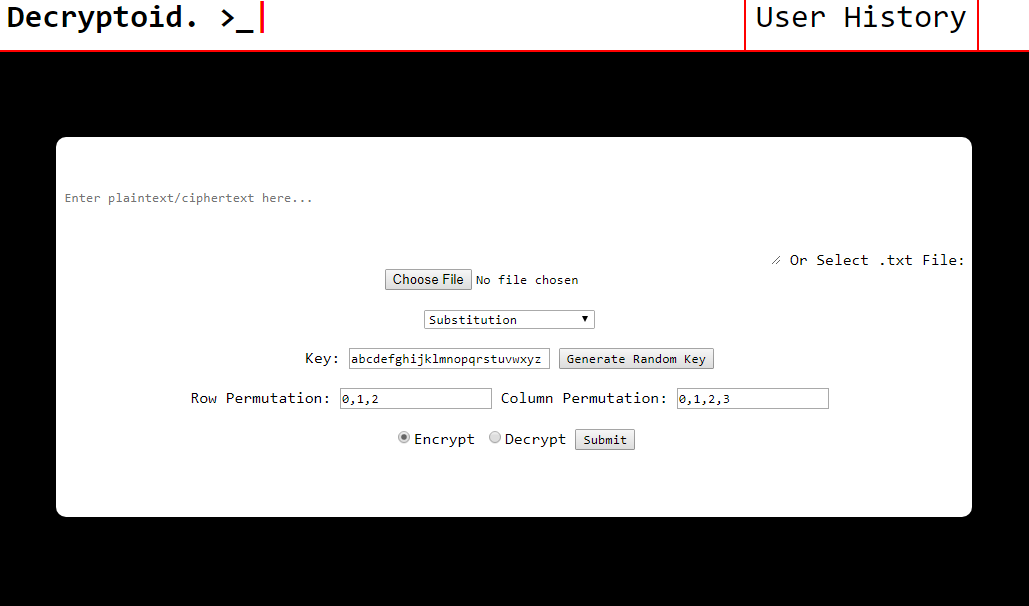 Decryptoid. >_| User History
Enter plaintext/ciphertext here...
Or Select .txt File:
Choose File No file chosen
Substitution
Key: abcdefghijklmnopqrstuvwxyz Generate Random Key
Row Permutation: 0,1,2 Column Permutation: 0,1,2,3
Encrypt Decrypt Submit